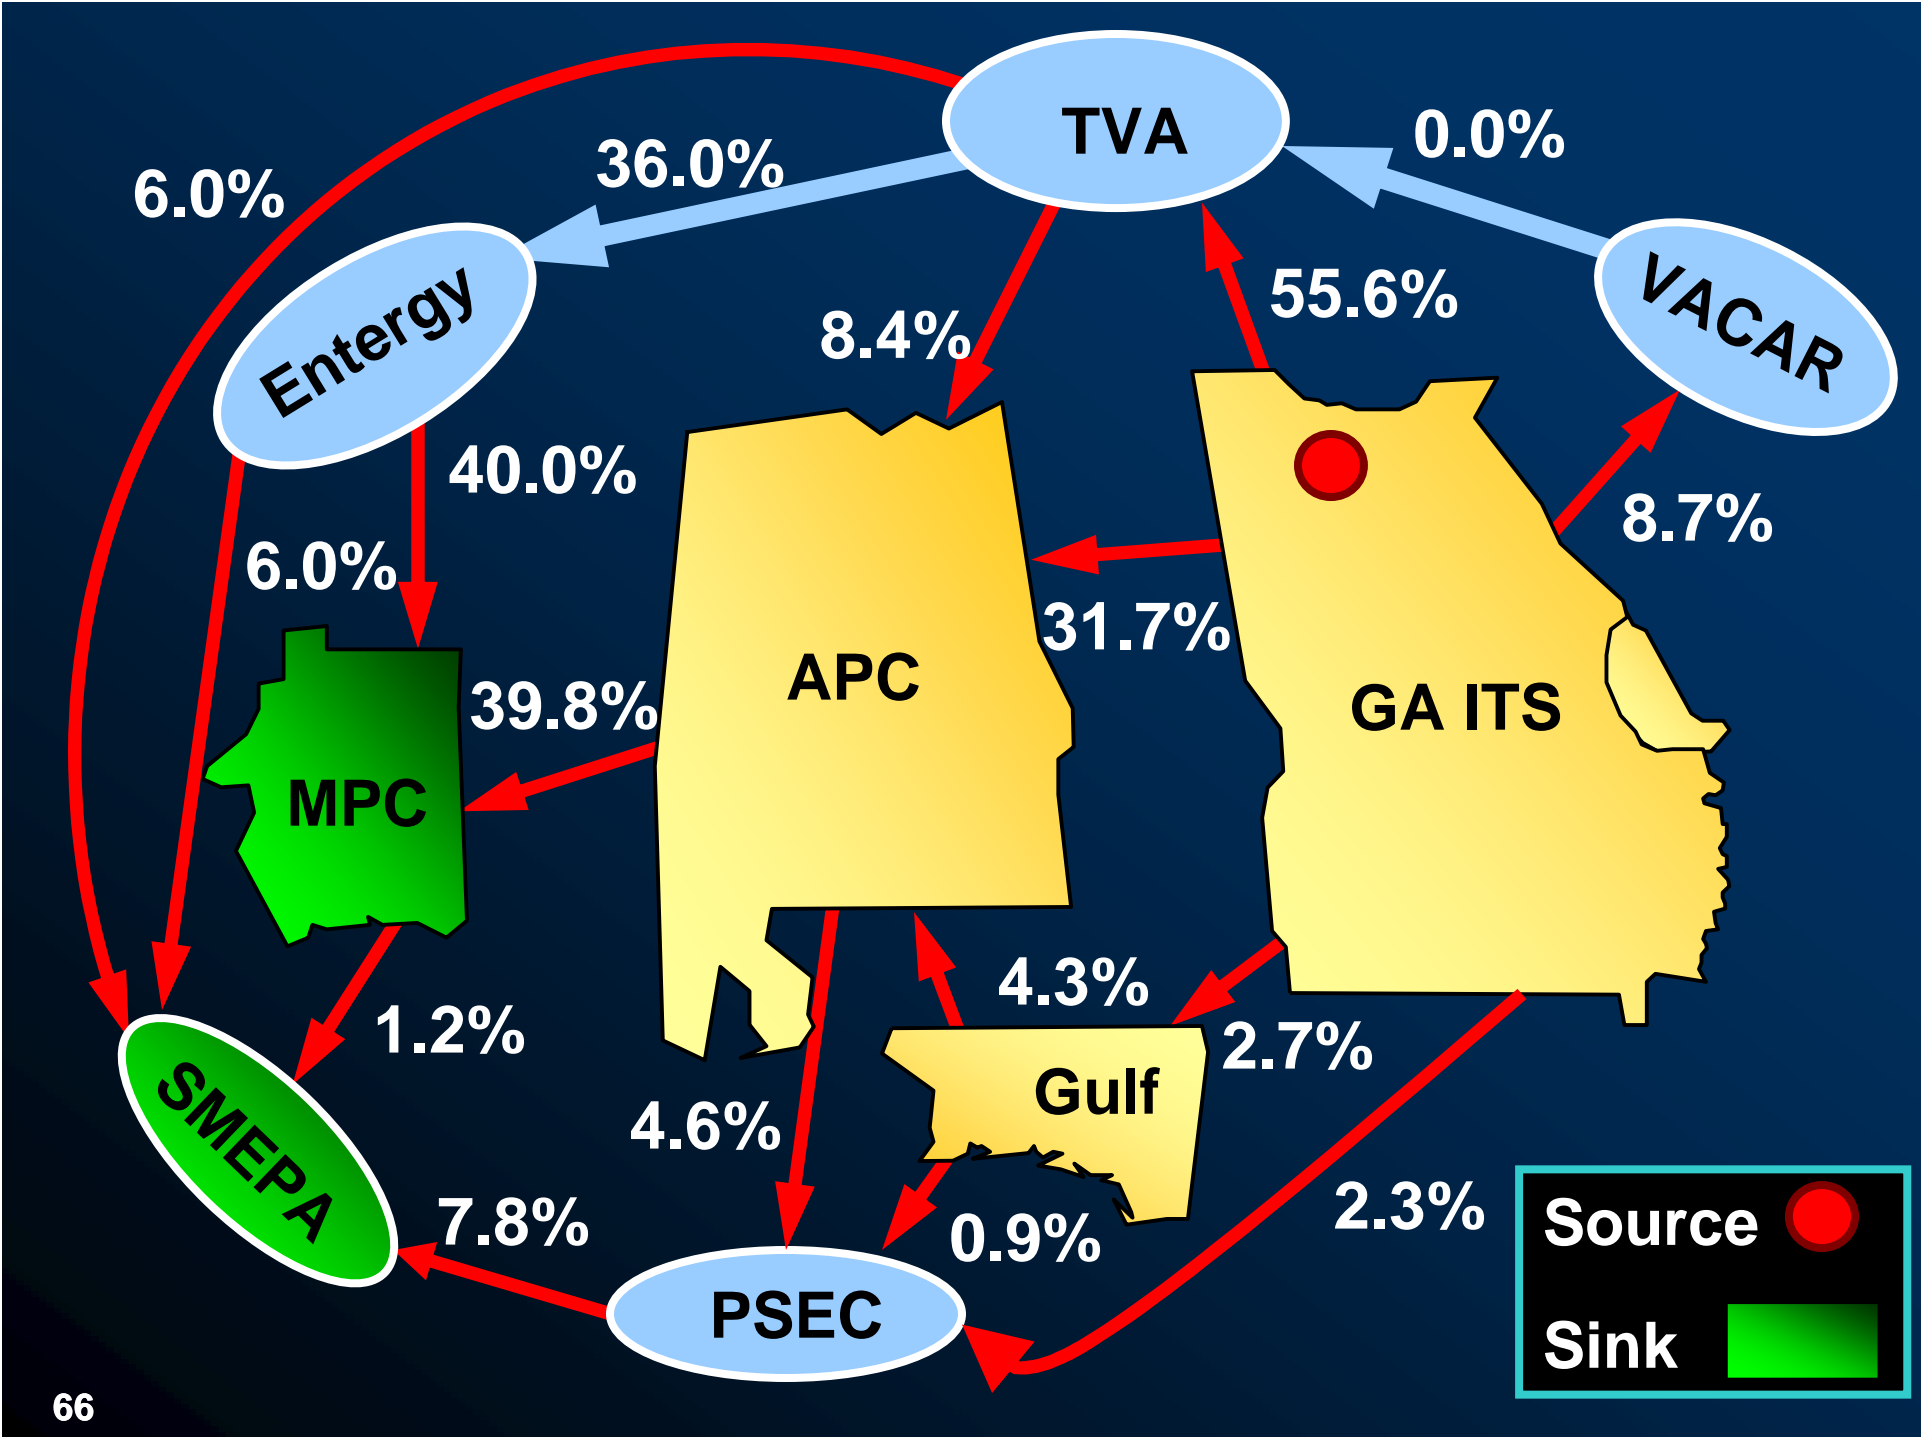 TVA
0.0%
36.0%
6.0%
55.6%
VACAR
Entergy
8.4%
40.0%
8.7%
6.0%
31.7%
39.8%
APC
GA ITS
MPC
4.3%
1.2%
2.7%
Gulf
SMEPA
4.6%
7.8%
0.9%
2.3%
PSEC
Source
Sink
66